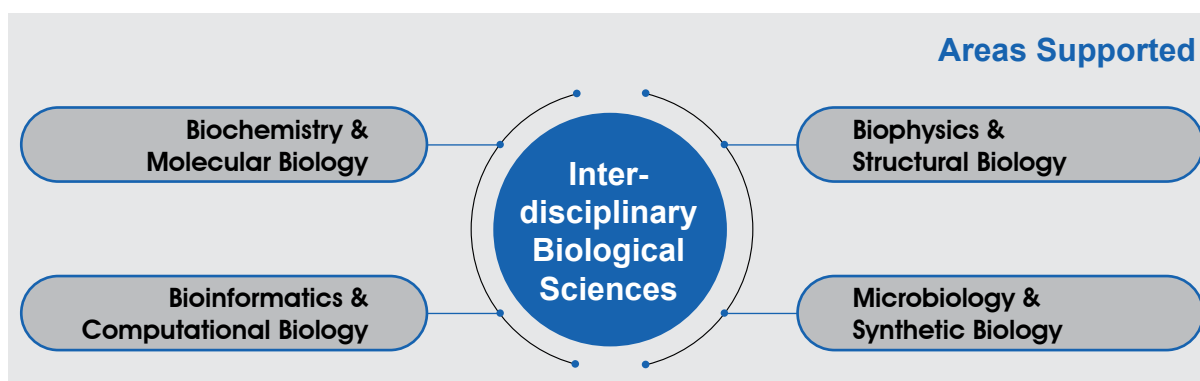 Areas Supported
Biochemistry &
Molecular Biology
Biophysics &
Structural Biology
Inter-
disciplinary
Biological
Sciences
Bioinformatics &
Computational Biology
Microbiology &
Synthetic Biology